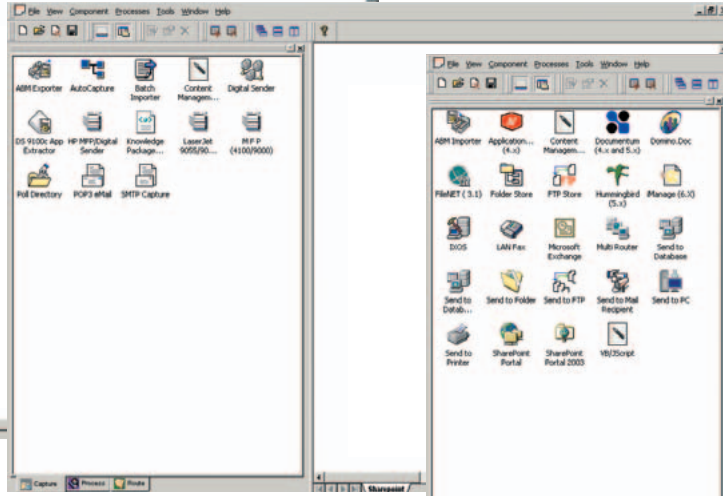 File View Component Processes Tools Window Help
ABM Exporter AutoCapture Batch Importer Content Managem... Digital Sender
DS 9100c App Extractor HP MFP/Digital Sender Knowledge Package... LaserJet 9055/90... MFP (4100/9000)
Poll Directory POP3 eMail SMTP Capture
Capture Process Route
Sharepoint
File View Component Processes Tools Window Help
ABM Importer Application... (4.x) Content Managem... Documentum (4.x and 5.x) Domino.Doc
FileNET ( 3.1) Folder Store FTP Store Hummingbird (5.x) iManage (6.X)
IXOS LAN Fax Microsoft Exchange Multi Router Send to Database
Send to Datab... Send to Folder Send to FTP Send to Mail Recipient Send to PC
Send to Printer SharePoint Portal SharePoint Portal 2003 VB/JScript